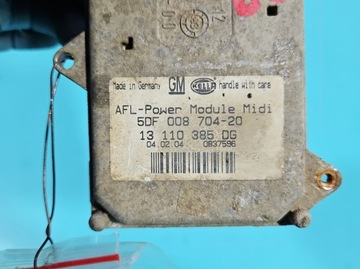 Made in Germany GM HELLA handle with care
AFL-Power Module Midi
5DF 008 704-20
13 110 385 DG
04.02.04 0837596